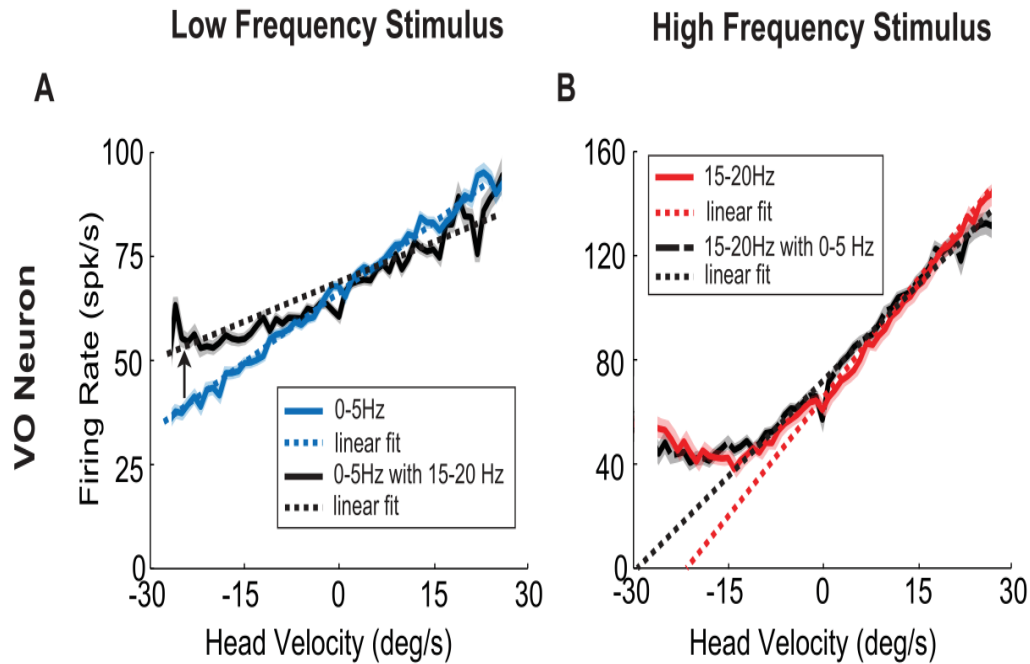 Low Frequency Stimulus
High Frequency Stimulus
A
B
VO Neuron
Firing Rate (spk/s)
100
75
50
25
0
-30
-15
0
15
30
Head Velocity (deg/s)
0-5Hz
linear fit
0-5Hz with 15-20 Hz
linear fit
160
120
80
40
0
-30
-15
0
15
30
Head Velocity (deg/s)
15-20Hz
linear fit
15-20Hz with 0-5 Hz
linear fit